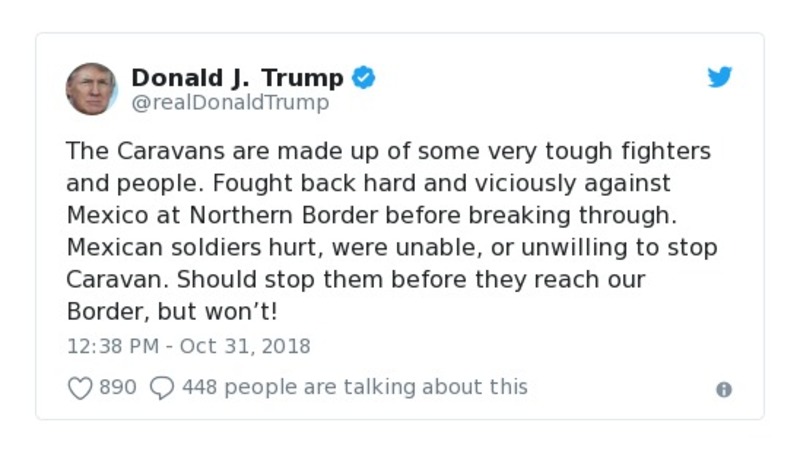 Donald J. Trump
@realDonaldTrump
The Caravans are made up of some very tough fighters
and people. Fought back hard and viciously against
Mexico at Northern Border before breaking through.
Mexican soldiers hurt, were unable, or unwilling to stop
Caravan. Should stop them before they reach our
Border, but won’t!
12:38 PM - Oct 31, 2018
890 448 people are talking about this